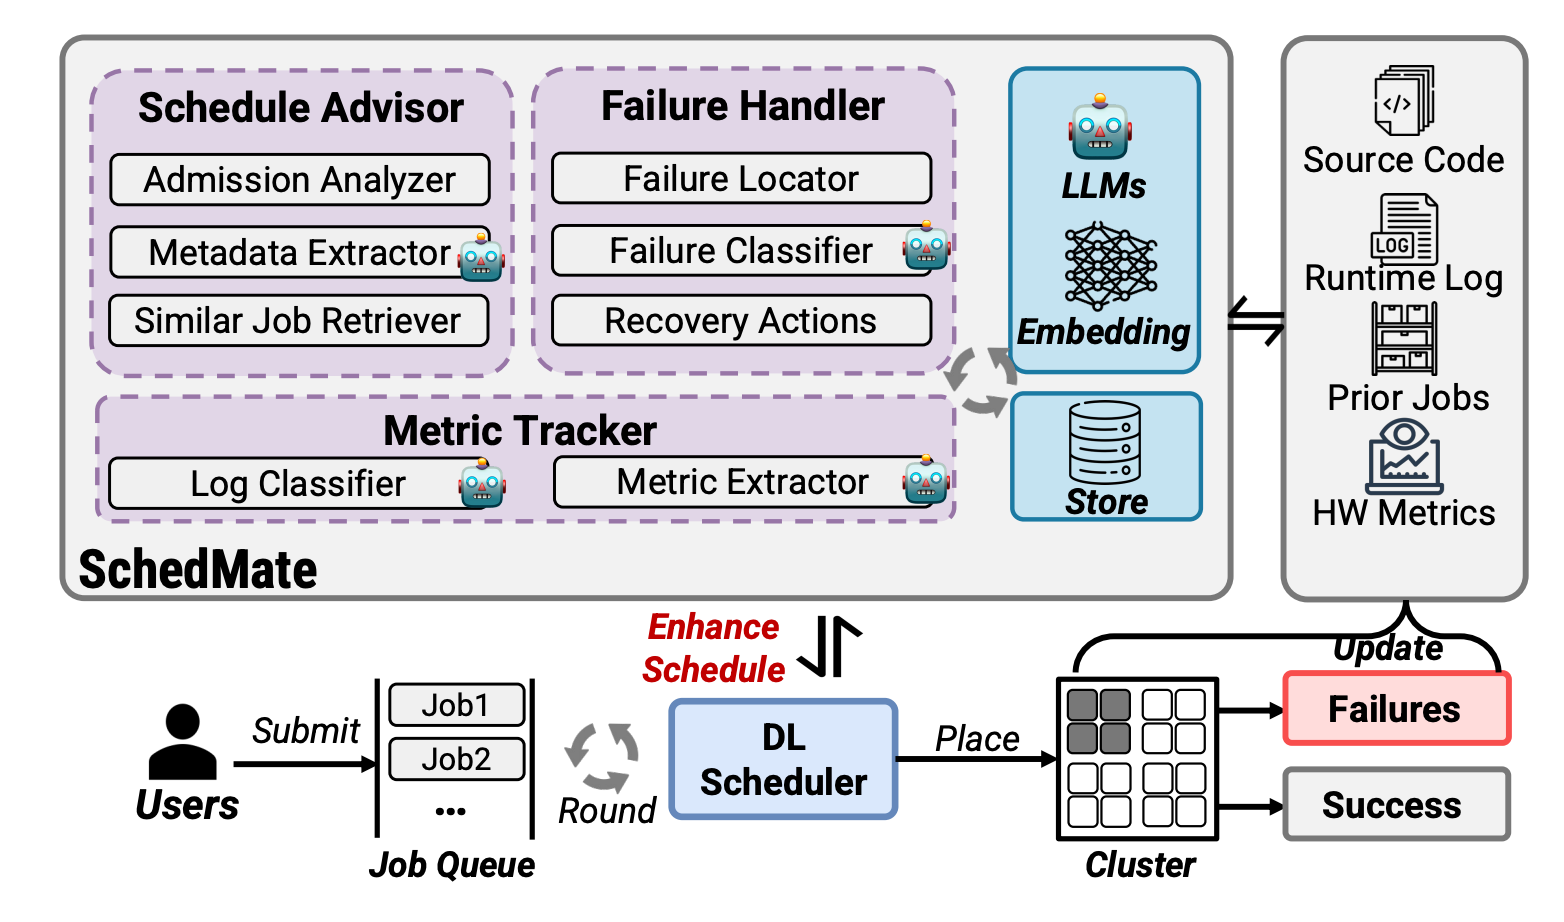 Schedule Advisor
Admission Analyzer
Metadata Extractor
Similar Job Retriever
Failure Handler
Failure Locator
Failure Classifier
Recovery Actions
Metric Tracker
Log Classifier
Metric Extractor
LLMs
Embedding
Store
SchedMate
</>
Source Code
LOG
Runtime Log
Prior Jobs
HW Metrics
Enhance
Schedule
Update
Users
Submit
Job1
Job2
...
Job Queue
Round
DL
Scheduler
Place
Cluster
Failures
Success